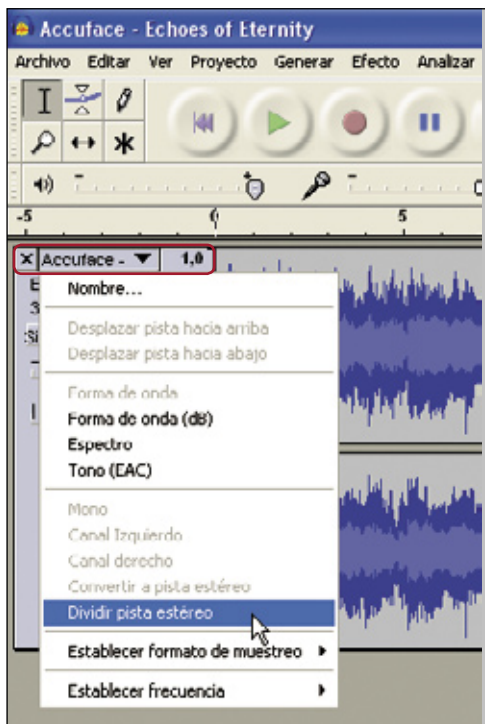 Accuface - Echoes of Eternity
Archivo Editar Ver Proyecto Generar Efecto Analizar
-5 0 5
X Accuface - 1,0
Nombre...
Desplazar pista hacia arriba
Desplazar pista hacia abajo
Forma de onda
Forma de onda (dB)
Espectro
Tono (EAC)
Mono
Canal Izquierdo
Canal derecho
Convertir a pista estéreo
Dividir pista estéreo
Establecer formato de muestreo
Establecer frecuencia